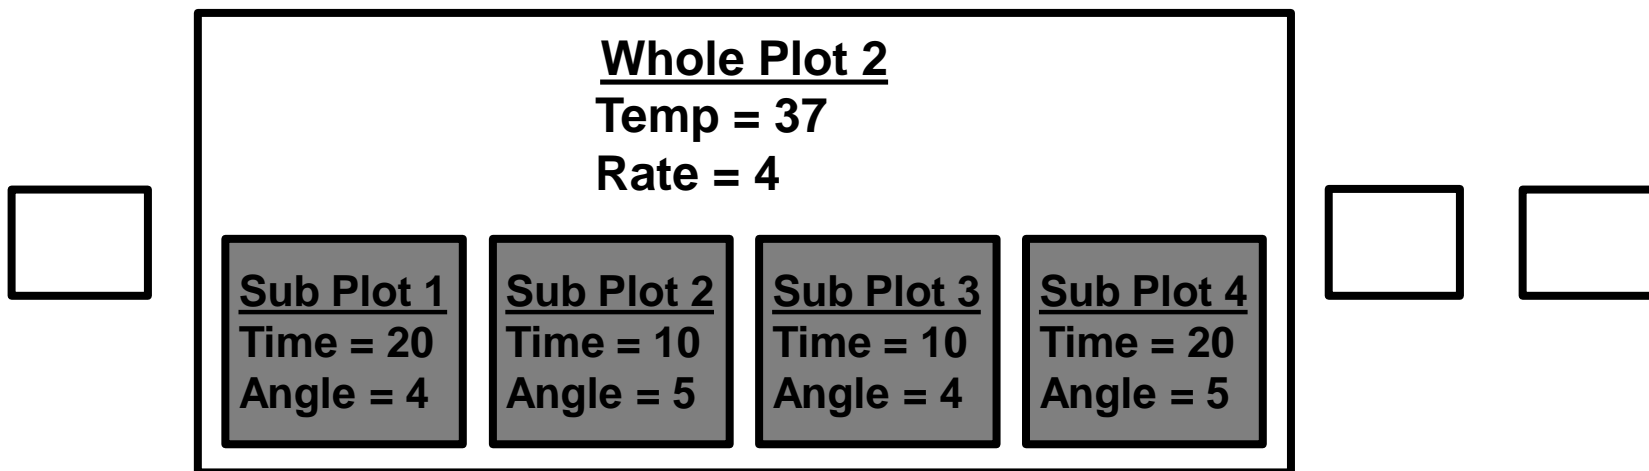 Whole Plot 2
Temp = 37
Rate = 4
Sub Plot 1
Time = 20
Angle = 4
Sub Plot 2
Time = 10
Angle = 5
Sub Plot 3
Time = 10
Angle = 4
Sub Plot 4
Time = 20
Angle = 5